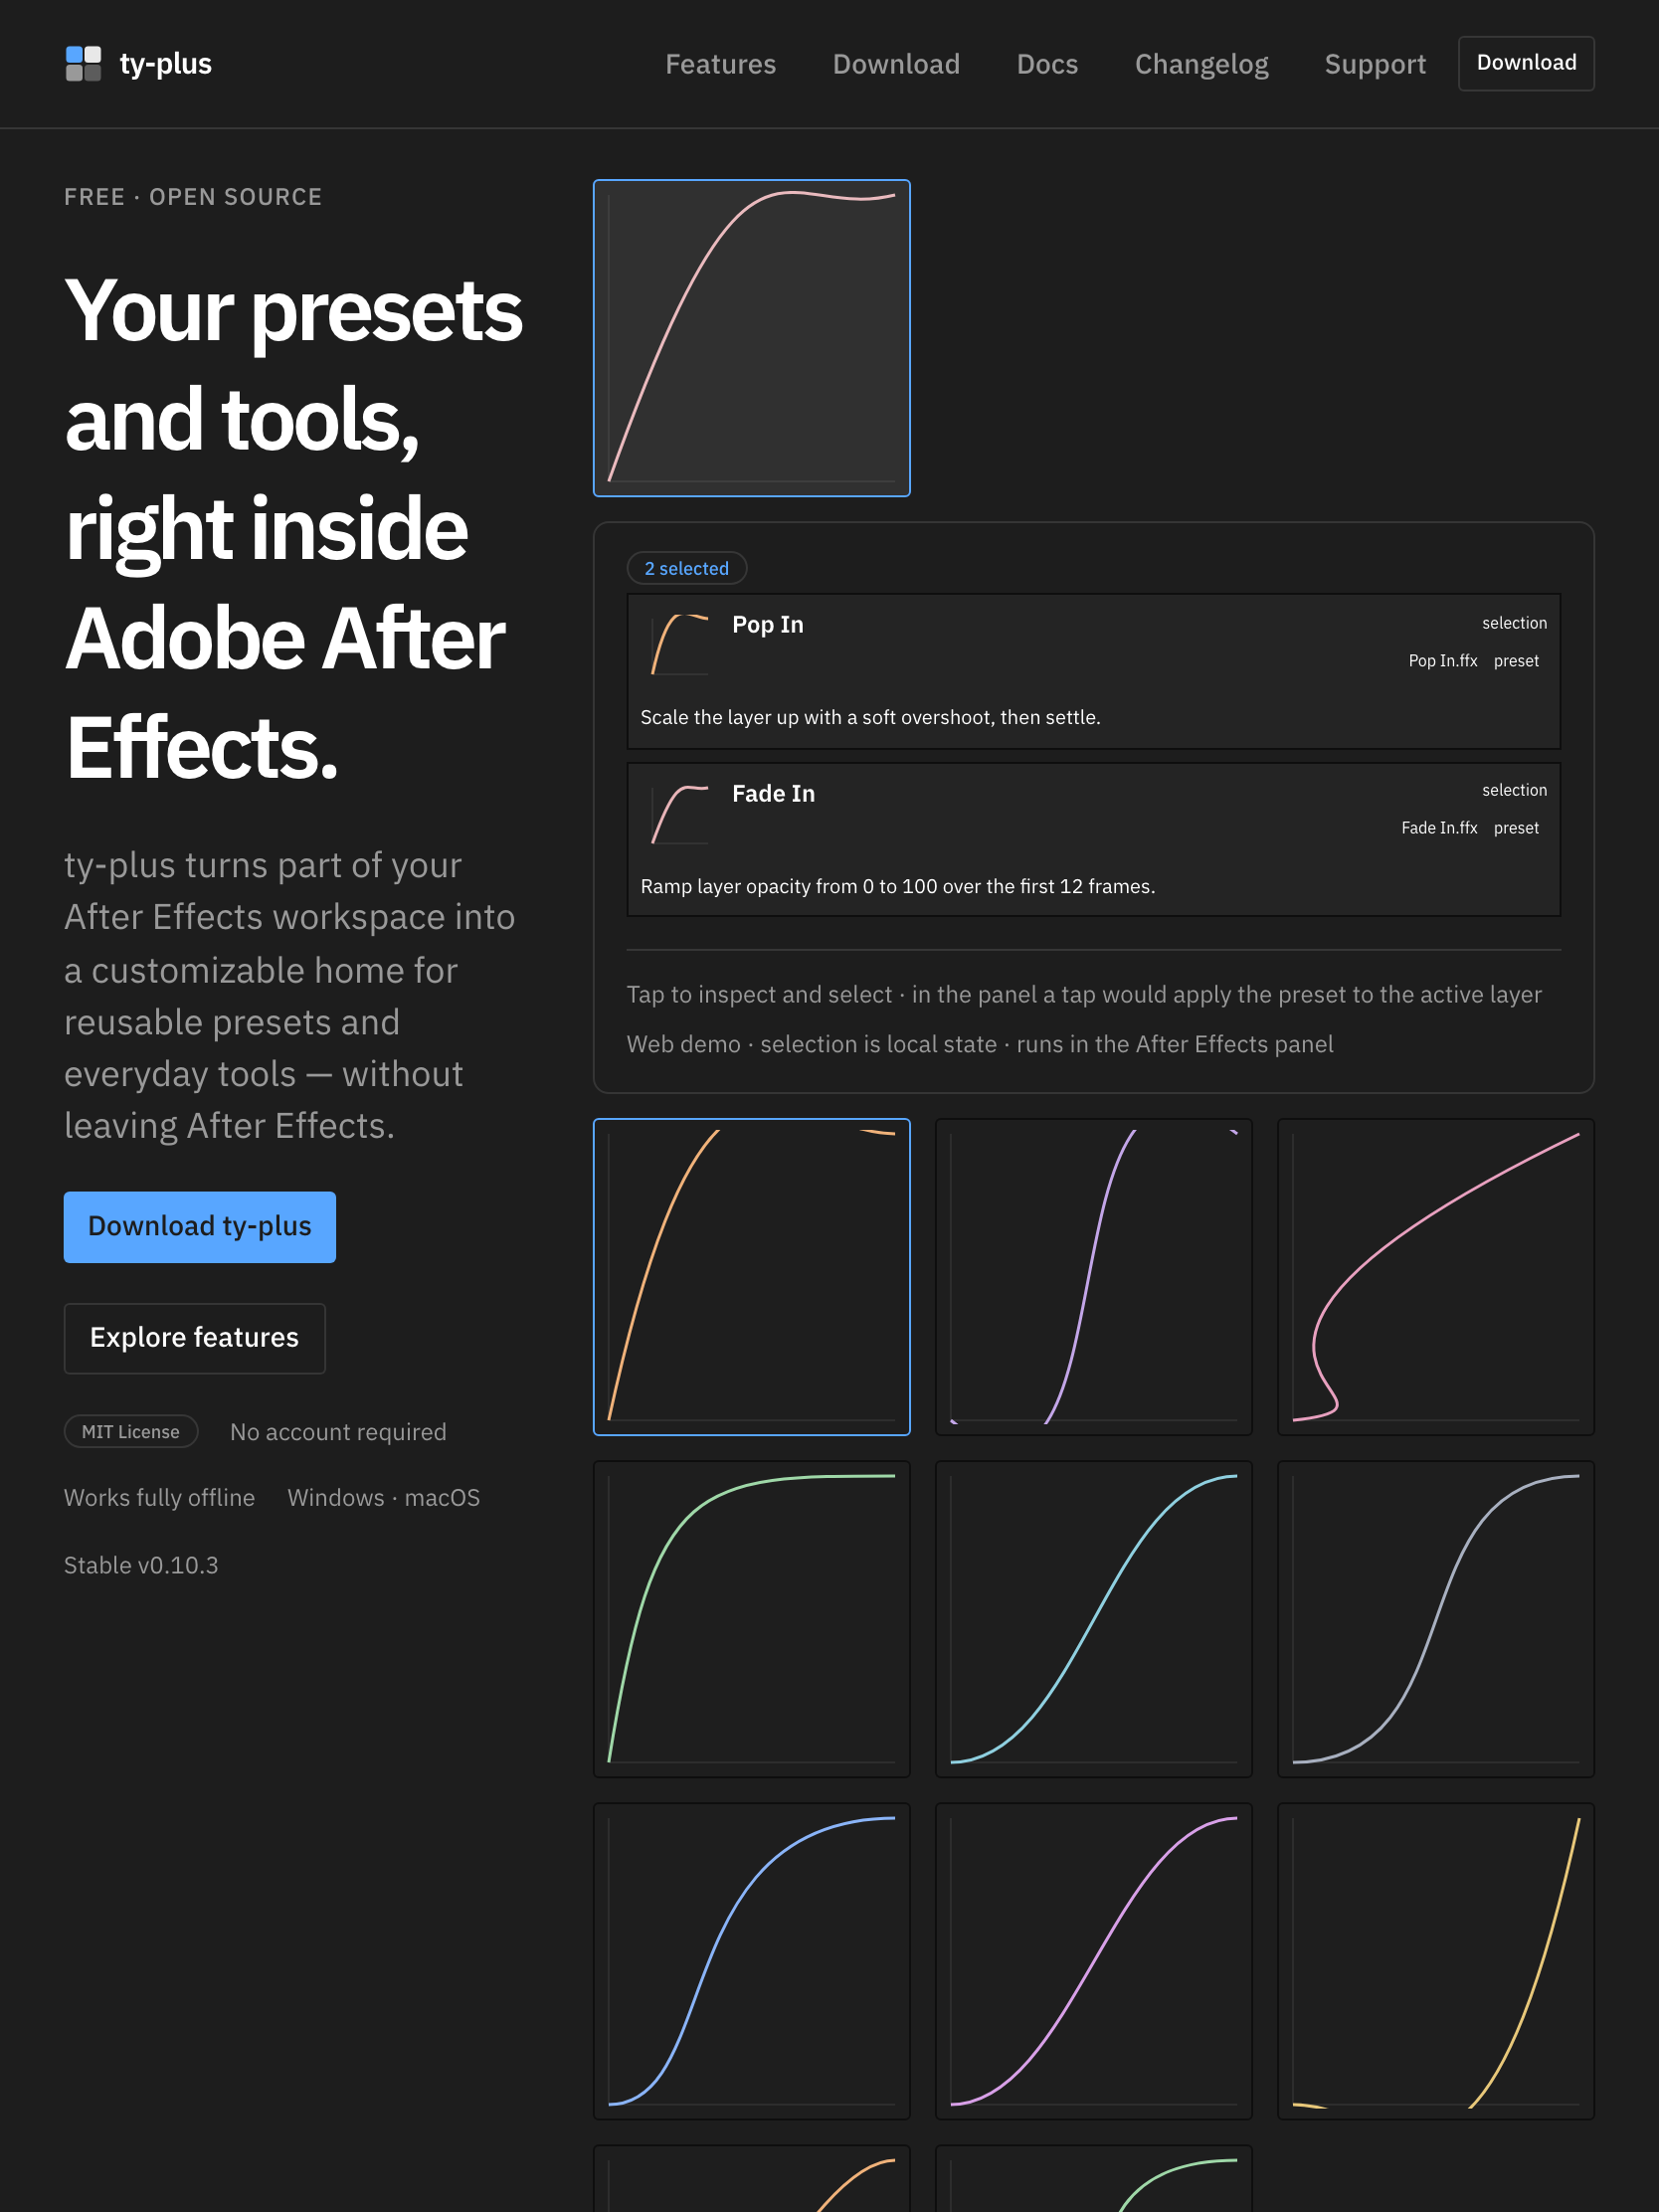 ty-plus
Features
Download
Docs
Changelog
Support
Download
FREE · OPEN SOURCE
Your presets
and tools,
right inside
Adobe After
Effects.
ty-plus turns part of your
After Effects workspace into
a customizable home for
reusable presets and
everyday tools — without
leaving After Effects.
Download ty-plus
Explore features
MIT License
No account required
Works fully offline
Windows · macOS
Stable v0.10.3
2 selected
Pop In
selection
Pop In.ffx
preset
Scale the layer up with a soft overshoot, then settle.
Fade In
selection
Fade In.ffx
preset
Ramp layer opacity from 0 to 100 over the first 12 frames.
Tap to inspect and select · in the panel a tap would apply the preset to the active layer
Web demo · selection is local state · runs in the After Effects panel